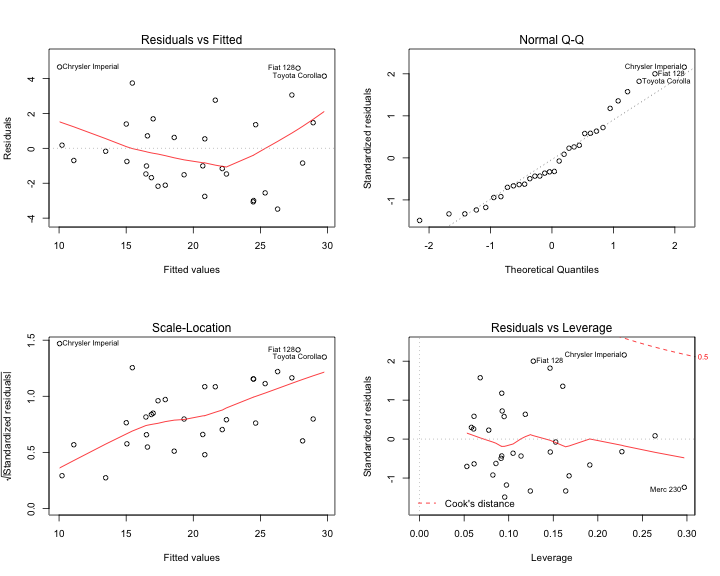 Residuals vs Fitted
Residuals
4
2
0
-2
-4
Chrysler Imperial
Fiat 128
Toyota Corolla
10
15
20
25
30
Fitted values
Normal Q-Q
Standardized residuals
2
1
0
-1
Chrysler Imperial
Fiat 128
Toyota Corolla
-2
-1
0
1
2
Theoretical Quantiles
Scale-Location
√|Standardized residuals|
1.5
1.0
0.5
0.0
Chrysler Imperial
Fiat 128
Toyota Corolla
10
15
20
25
30
Fitted values
Residuals vs Leverage
Standardized residuals
2
1
0
-1
Fiat 128
Chrysler Imperial
0.5
Merc 230
Cook's distance
0.00
0.05
0.10
0.15
0.20
0.25
0.30
Leverage